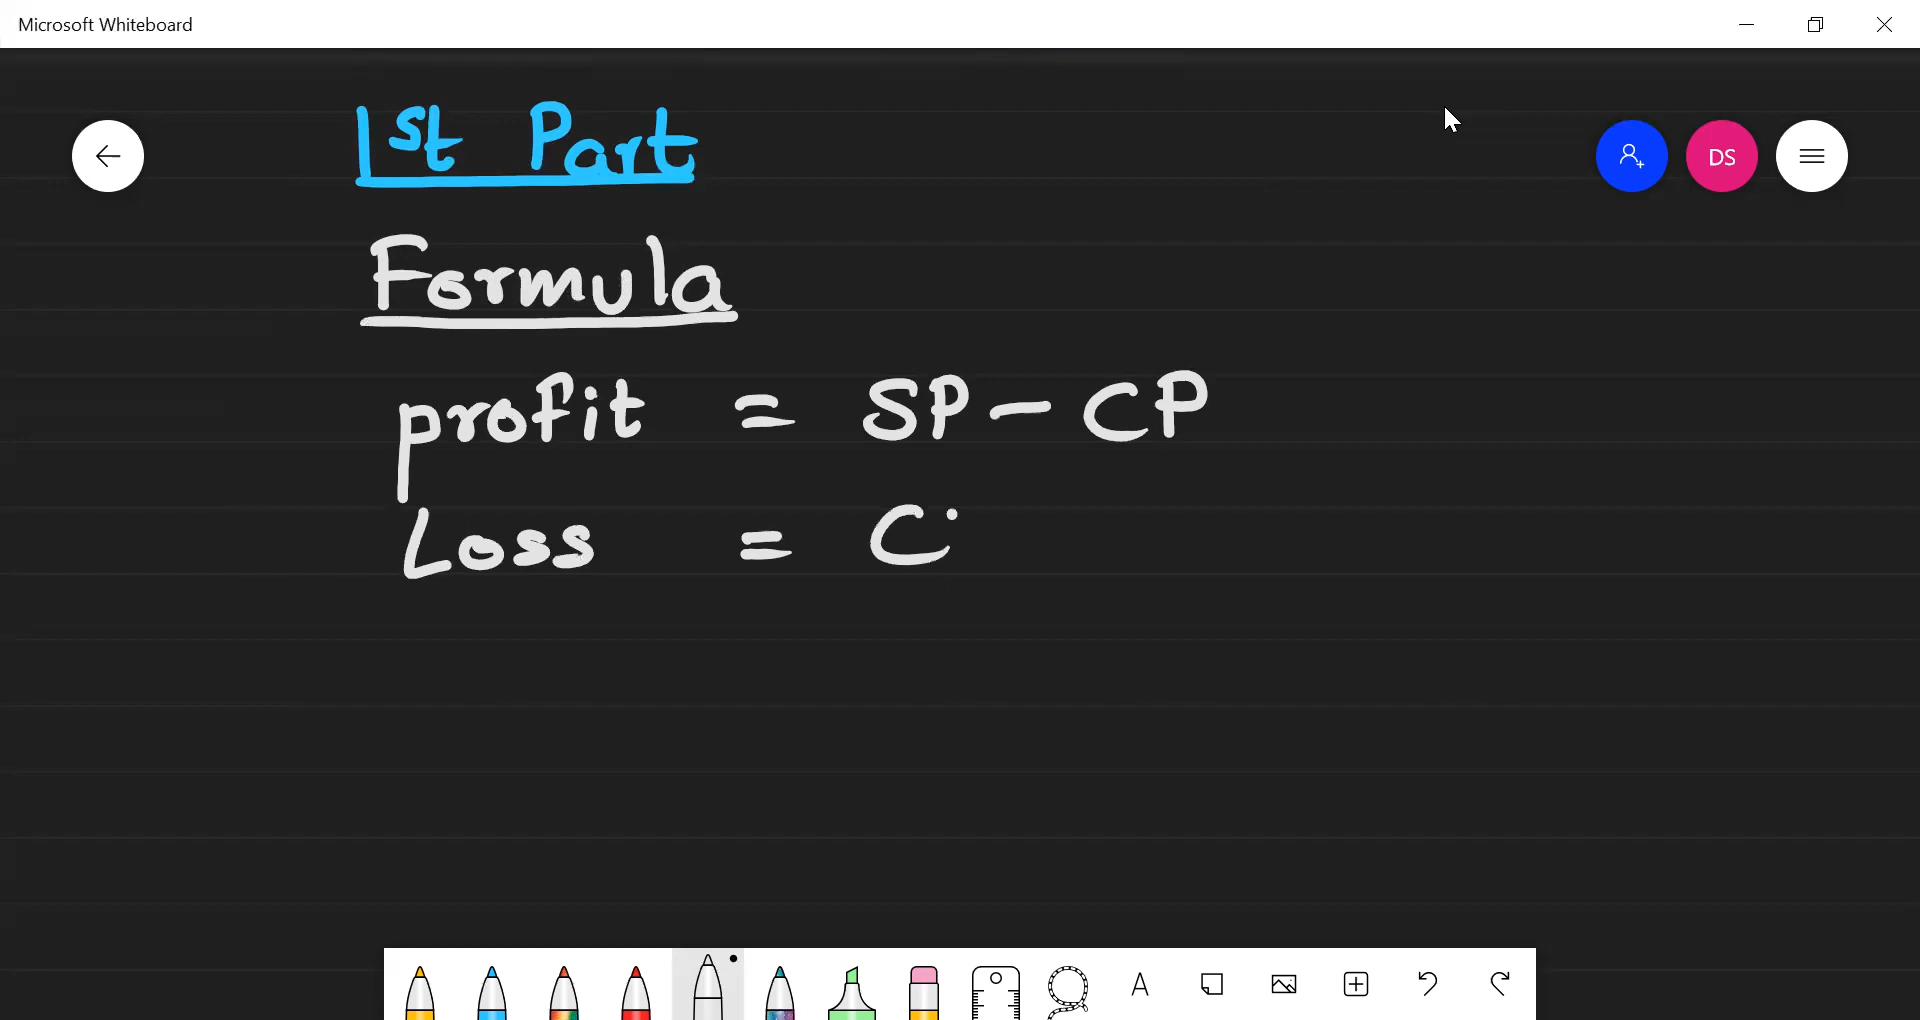 Microsoft Whiteboard
1st Part
DS
Formula
profit = SP - CP
Loss = C
A